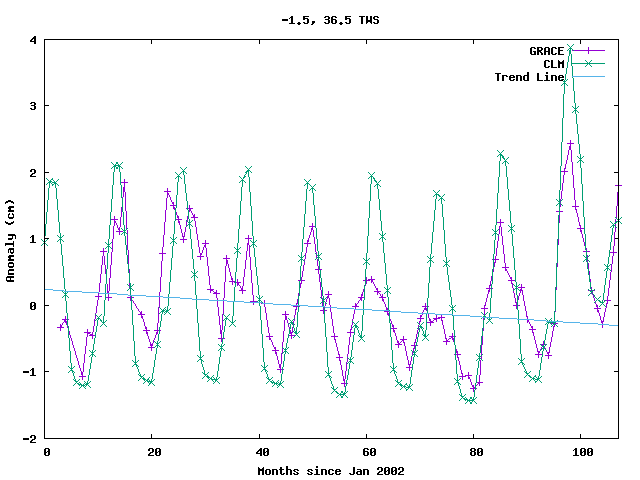 -1.5, 36.5 TWS
4
3
2
1
0
-1
-2
Anomaly (cm)
GRACE
CLM
Trend Line
0 20 40 60 80 100
Months since Jan 2002